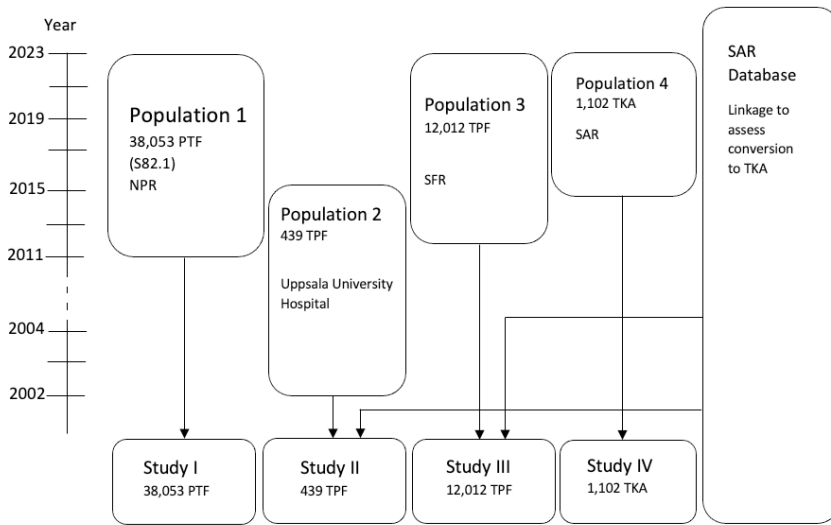 Year
2023
2019
2015
2011
2004
2002
Population 1
38,053 PTF
(S82.1)
NPR
Population 2
439 TPF
Uppsala University
Hospital
Population 3
12,012 TPF
SFR
Population 4
1,102 TKA
SAR
SAR
Database
Linkage to
assess
conversion
to TKA
Study I
38,053 PTF
Study II
439 TPF
Study III
12,012 TPF
Study IV
1,102 TKA